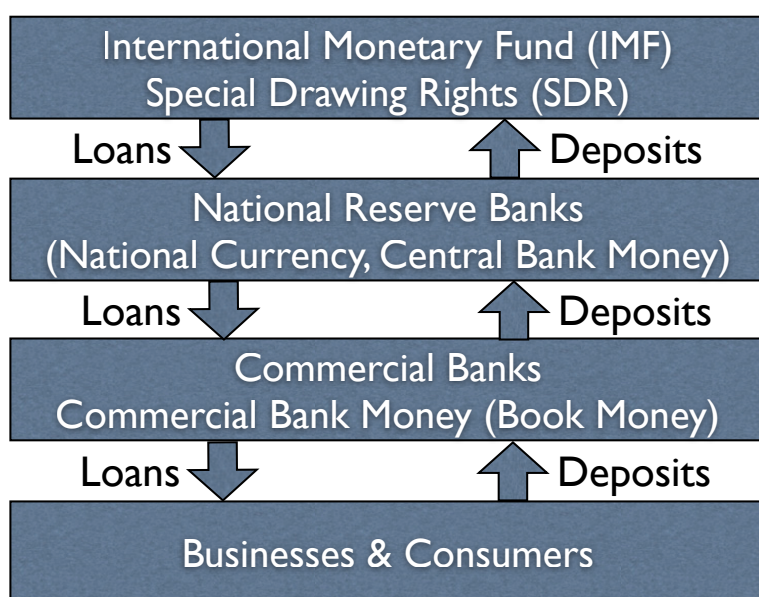 International Monetary Fund (IMF)
Special Drawing Rights (SDR)
Loans Deposits
National Reserve Banks
(National Currency, Central Bank Money)
Loans Deposits
Commercial Banks
Commercial Bank Money (Book Money)
Loans Deposits
Businesses & Consumers